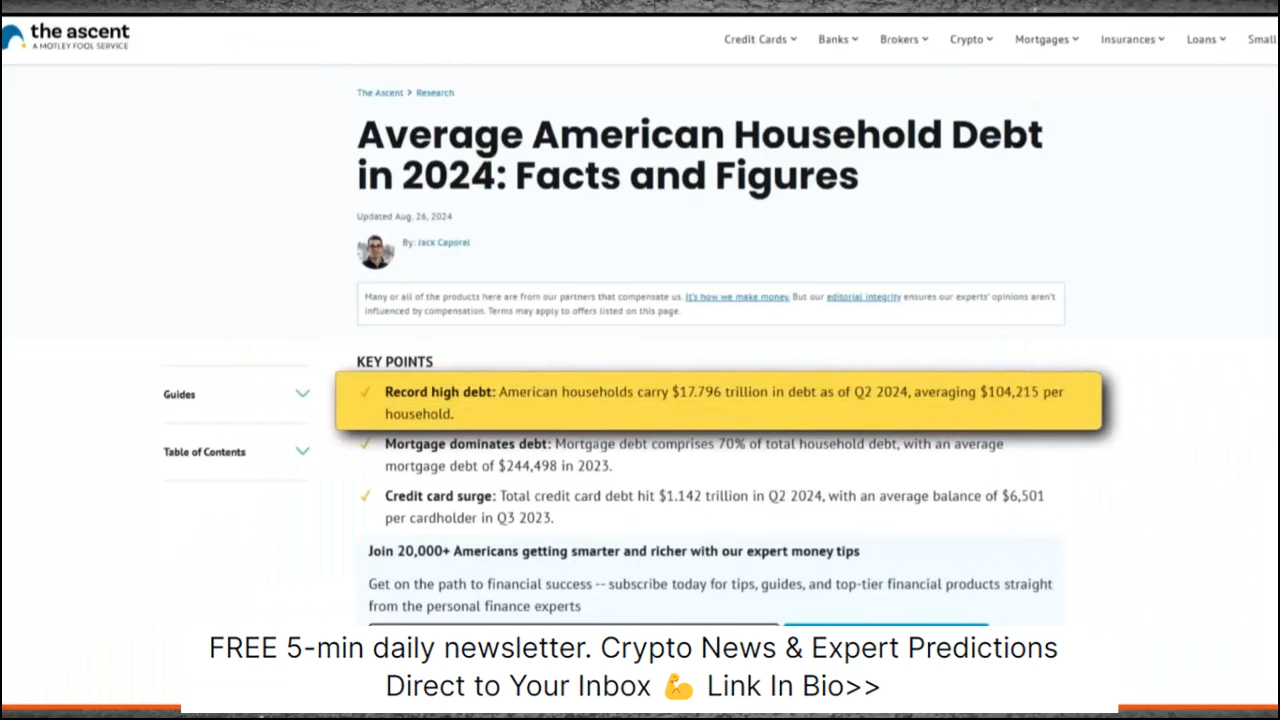 the ascent
A MOTLEY FOOL SERVICE
Credit Cards Banks Brokers Crypto Mortgages Insurances Loans Small
The Ascent > Research
Average American Household Debt
in 2024: Facts and Figures
Updated Aug. 26, 2024
By: Jack Caporal
Many or all of the products here are from our partners that compensate us. It's how we make money. But our editorial integrity ensures our experts' opinions aren't
influenced by compensation. Terms may apply to offers listed on this page.
KEY POINTS
Guides
Table of Contents
✓ Record high debt: American households carry $17.796 trillion in debt as of Q2 2024, averaging $104,215 per
household.
✓ Mortgage dominates debt: Mortgage debt comprises 70% of total household debt, with an average
mortgage debt of $244,498 in 2023.
✓ Credit card surge: Total credit card debt hit $1.142 trillion in Q2 2024, with an average balance of $6,501
per cardholder in Q3 2023.
Join 20,000+ Americans getting smarter and richer with our expert money tips
Get on the path to financial success -- subscribe today for tips, guides, and top-tier financial products straight
from the personal finance experts
FREE 5-min daily newsletter. Crypto News & Expert Predictions
Direct to Your Inbox 💪 Link In Bio>>